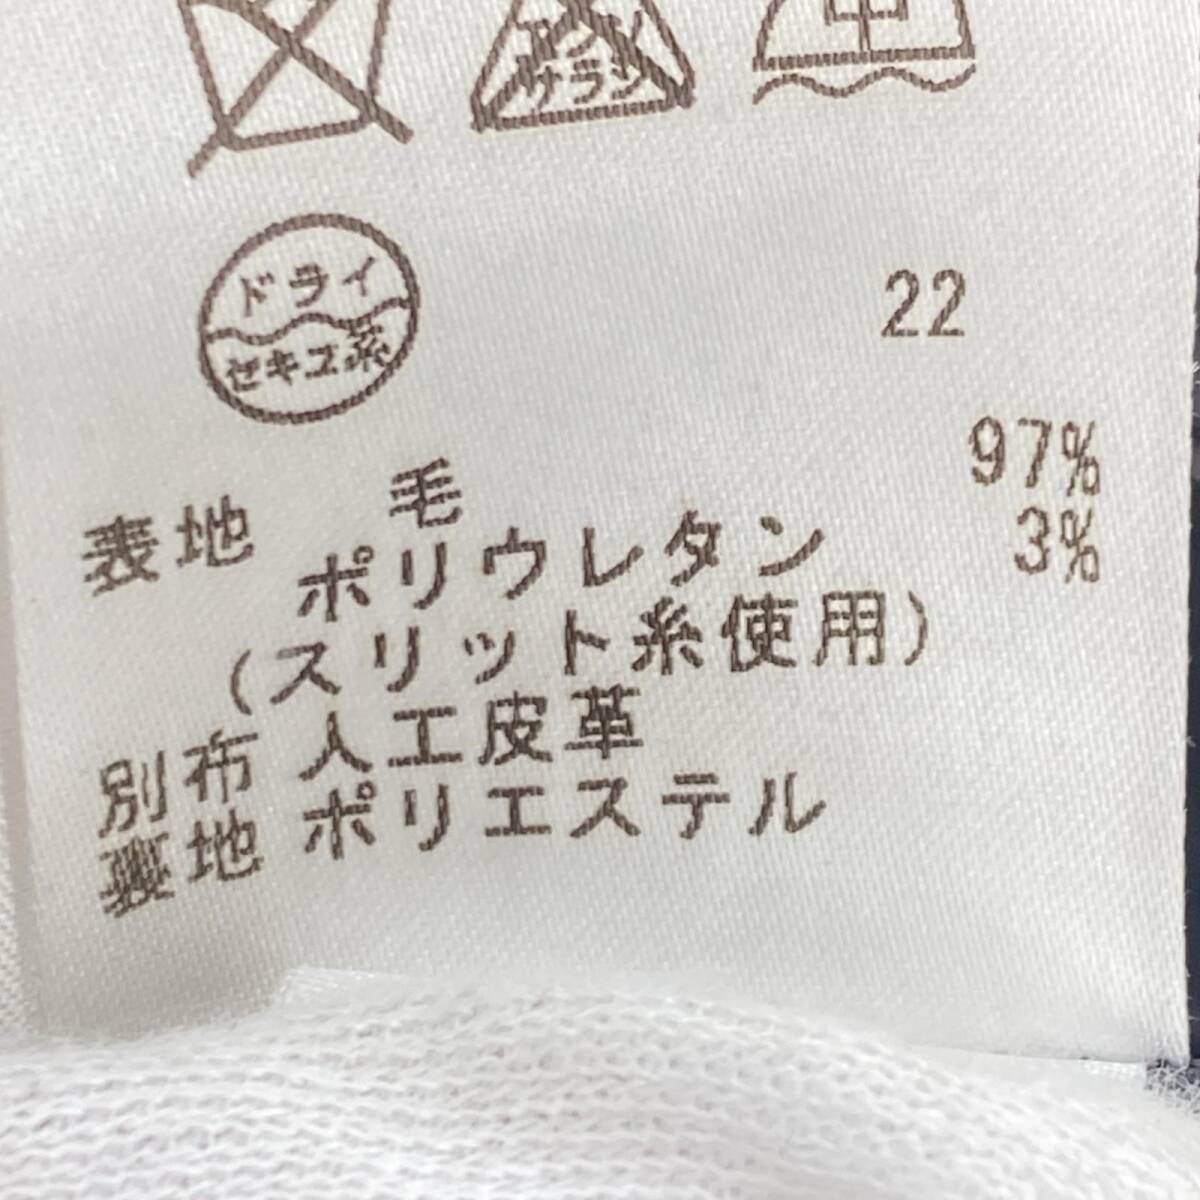 サラシ
中
ドライ
セキユ系
22
表地 毛 97%
ポリウレタン 3%
(スリット糸使用)
別布 人工皮革
裏地 ポリエステル